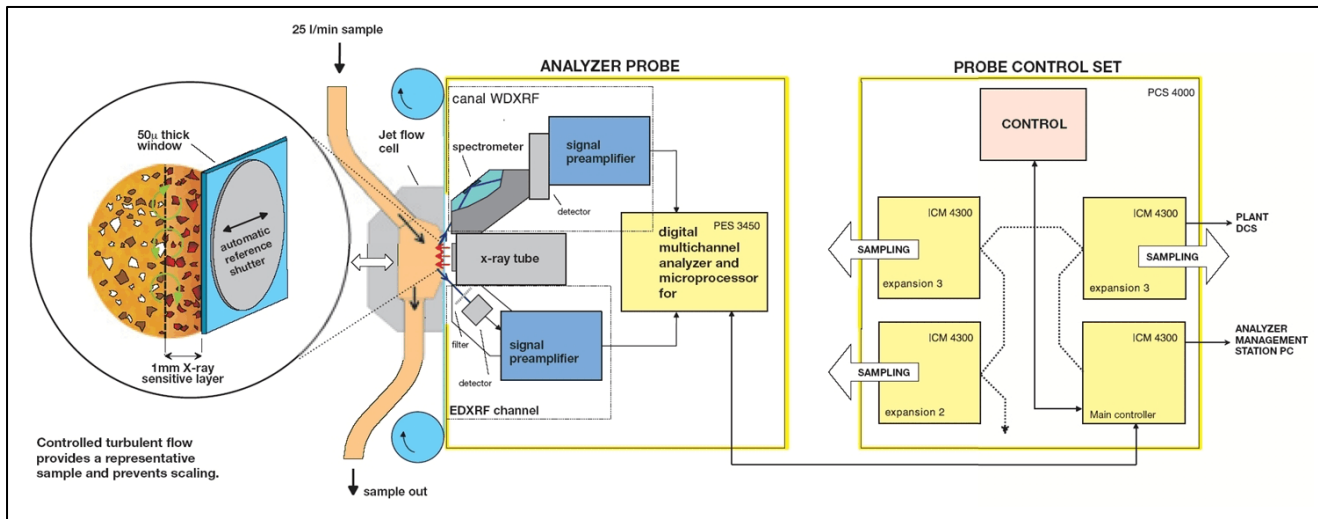 25 l/min sample
50μ thick
window
automatic
reference
shutter
1mm X-ray
sensitive layer
Controlled turbulent flow
provides a representative
sample and prevents scaling.
Jet flow
cell
sample out
ANALYZER PROBE
canal WDXRF
spectrometer
detector
signal
preamplifier
x-ray tube
PES 3450
digital
multichannel
analyzer and
microprocessor
for
filter
detector
signal
preamplifier
EDXRF channel
PROBE CONTROL SET
PCS 4000
CONTROL
ICM 4300
SAMPLING
expansion 3
ICM 4300
SAMPLING
expansion 3
PLANT
DCS
ICM 4300
SAMPLING
expansion 2
ICM 4300
Main controller
ANALYZER
MANAGEMENT
STATION PC